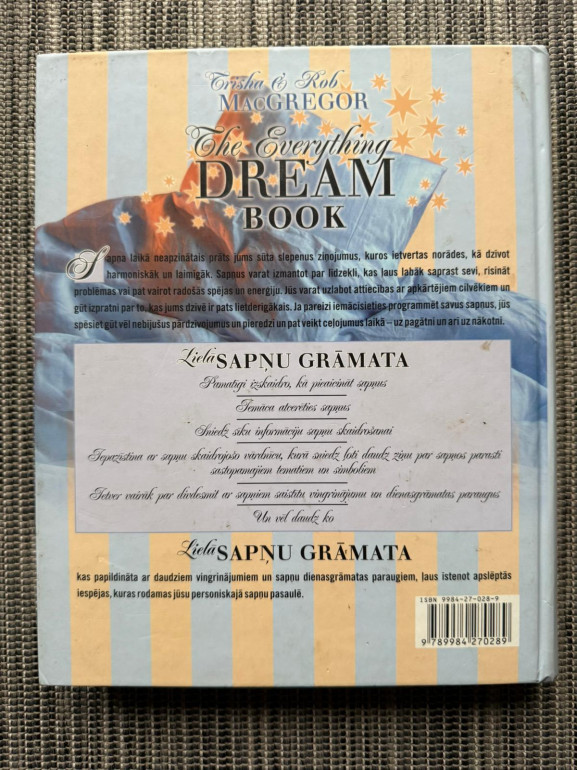 Trisha & Rob
MACGREGOR
The Everything
DREAM
BOOK
Sapņa laikā neapzinātais prāts jums sūta slepenus ziņojumus, kuros ietvertas norādes, kā dzīvot
harmoniskāk un laimīgāk. Sapņus varat izmantot par līdzekli, kas ļaus labāk saprast sevi, risināt
problēmas vai pat vairot radošās spējas un enerģiju. Jūs varat uzlabot attiecības ar apkārtējiem cilvēkiem un
gūt izpratni par to, kas jums dzīvē ir pats lietderīgākais. Ja pareizi iemācīsieties programmēt savus sapņus, jūs
spēsiet gūt vēl nebijušus pārdzīvojumus un pieredzi un pat veikt ceļojumus laikā – uz pagātni un arī uz nākotni.
Lielā SAPŅU GRĀMATA
Pamatīgi izskaidro, kā pieaicināt sapņus
Iemāca atcerēties sapņus
Sniedz sīku informāciju sapņu skaidrošanai
Iepazīstina ar sapņu skaidrojošo vārdnīcu, kurā sniedz ļoti daudz ziņu par sapņos parasti
sastopamajiem tematiem un simboliem
Ietver vairāk par divdesmit ar sapņiem saistītu vingrinājumu un dienasgrāmatas paraugus
Un vēl daudz ko
Lielā SAPŅU GRĀMATA
kas papildināta ar daudziem vingrinājumiem un sapņu dienasgrāmatas paraugiem, ļaus īstenot apslēptās
iespējas, kuras rodamas jūsu personiskajā sapņu pasaulē.
ISBN 9984-27-028-9
9 789984 270289